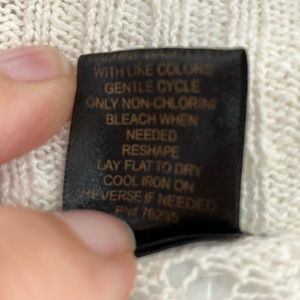 WITH LIKE COLORS
GENTLE CYCLE
ONLY NON-CHLORINE
BLEACH WHEN
NEEDED
RESHAPE
LAY FLAT TO DRY
COOL IRON ON
REVERSE IF NEEDED
RN# 76235